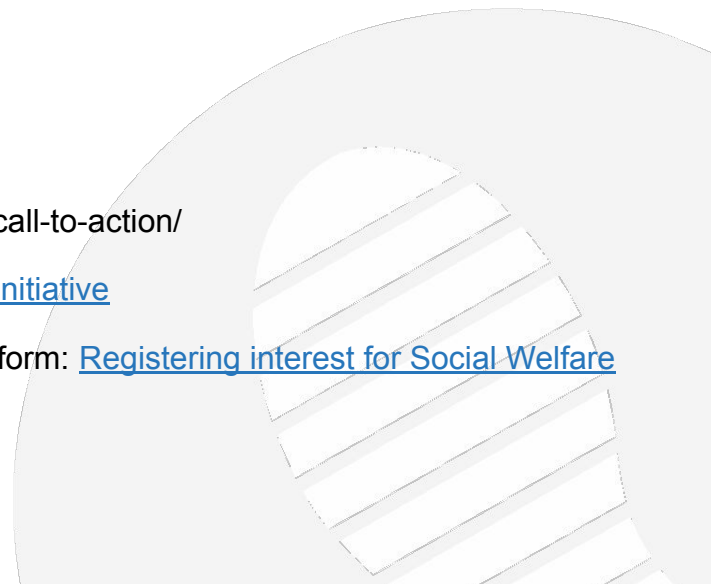 call-to-action/
nitiative
form: Registering interest for Social Welfare